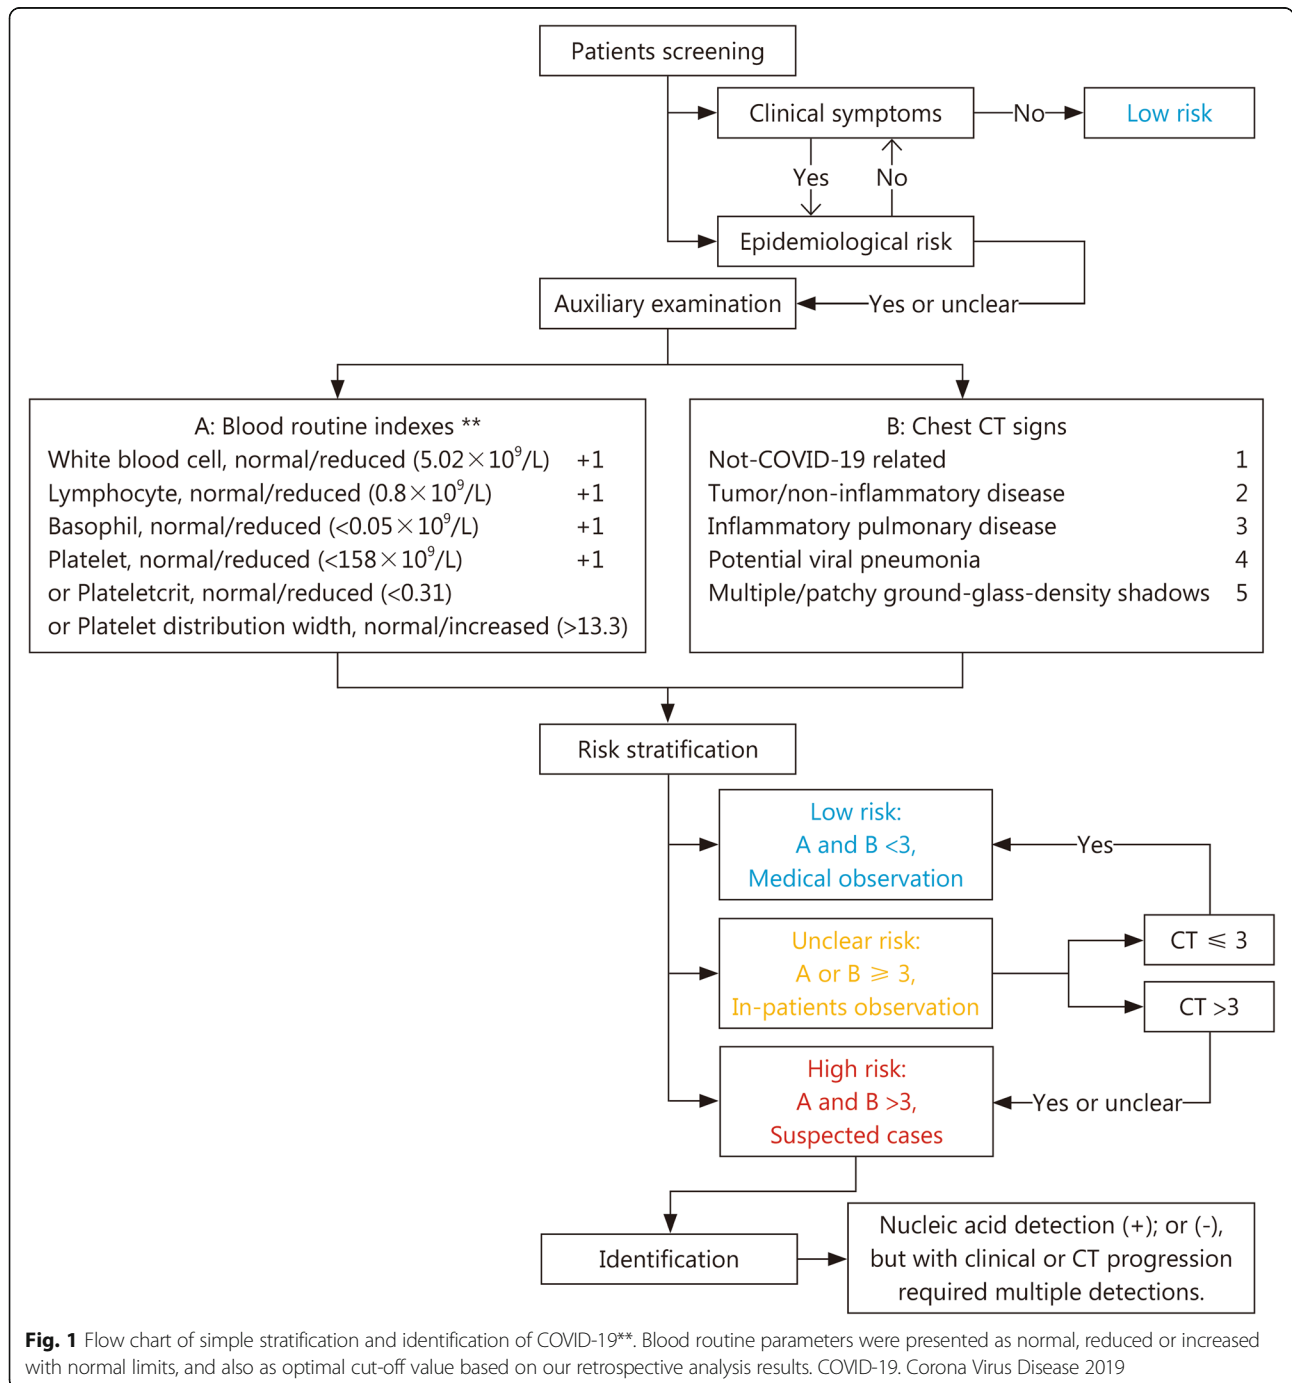 Patients screening
Clinical symptoms
No
Low risk
Yes
No
Epidemiological risk
Auxiliary examination
Yes or unclear
A: Blood routine indexes **
White blood cell, normal/reduced (5.02×10⁹/L) +1
Lymphocyte, normal/reduced (0.8×10⁹/L) +1
Basophil, normal/reduced (<0.05×10⁹/L) +1
Platelet, normal/reduced (<158×10⁹/L) +1
or Plateletcrit, normal/reduced (<0.31)
or Platelet distribution width, normal/increased (>13.3)
B: Chest CT signs
Not-COVID-19 related 1
Tumor/non-inflammatory disease 2
Inflammatory pulmonary disease 3
Potential viral pneumonia 4
Multiple/patchy ground-glass-density shadows 5
Risk stratification
Low risk:
A and B <3,
Medical observation
Yes
Unclear risk:
A or B ⩾ 3,
In-patients observation
CT ⩽ 3
CT >3
High risk:
A and B >3,
Suspected cases
Yes or unclear
Identification
Nucleic acid detection (+); or (-),
but with clinical or CT progression
required multiple detections.
Fig. 1 Flow chart of simple stratification and identification of COVID-19**. Blood routine parameters were presented as normal, reduced or increased
with normal limits, and also as optimal cut-off value based on our retrospective analysis results. COVID-19. Corona Virus Disease 2019